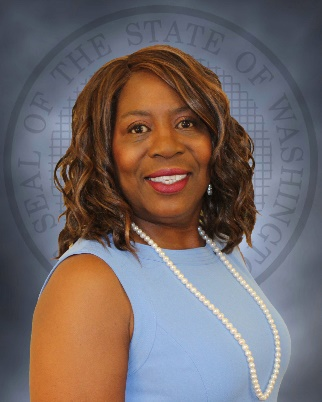 SEAL OF THE STATE OF WASHINGT